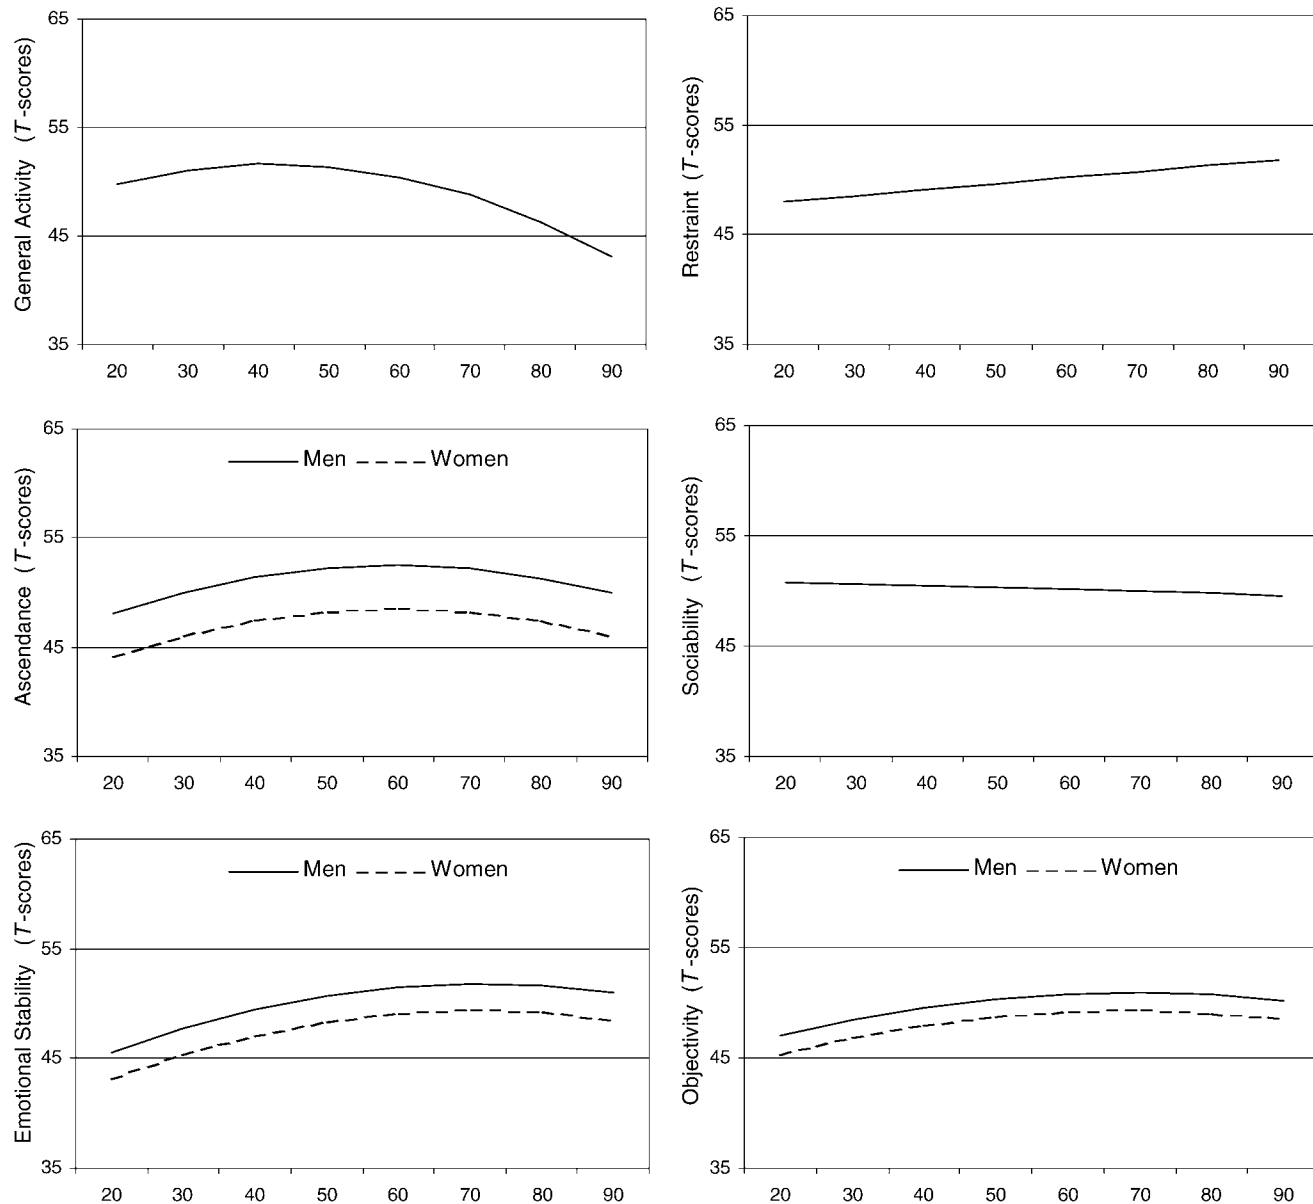 General Activity (T-scores)
65
55
45
35
20 30 40 50 60 70 80 90
Restraint (T-scores)
65
55
45
35
20 30 40 50 60 70 80 90
Ascendance (T-scores)
65
55
45
35
Men Women
20 30 40 50 60 70 80 90
Sociability (T-scores)
65
55
45
35
20 30 40 50 60 70 80 90
Emotional Stability (T-scores)
65
55
45
35
Men Women
20 30 40 50 60 70 80 90
Objectivity (T-scores)
65
55
45
35
Men Women
20 30 40 50 60 70 80 90